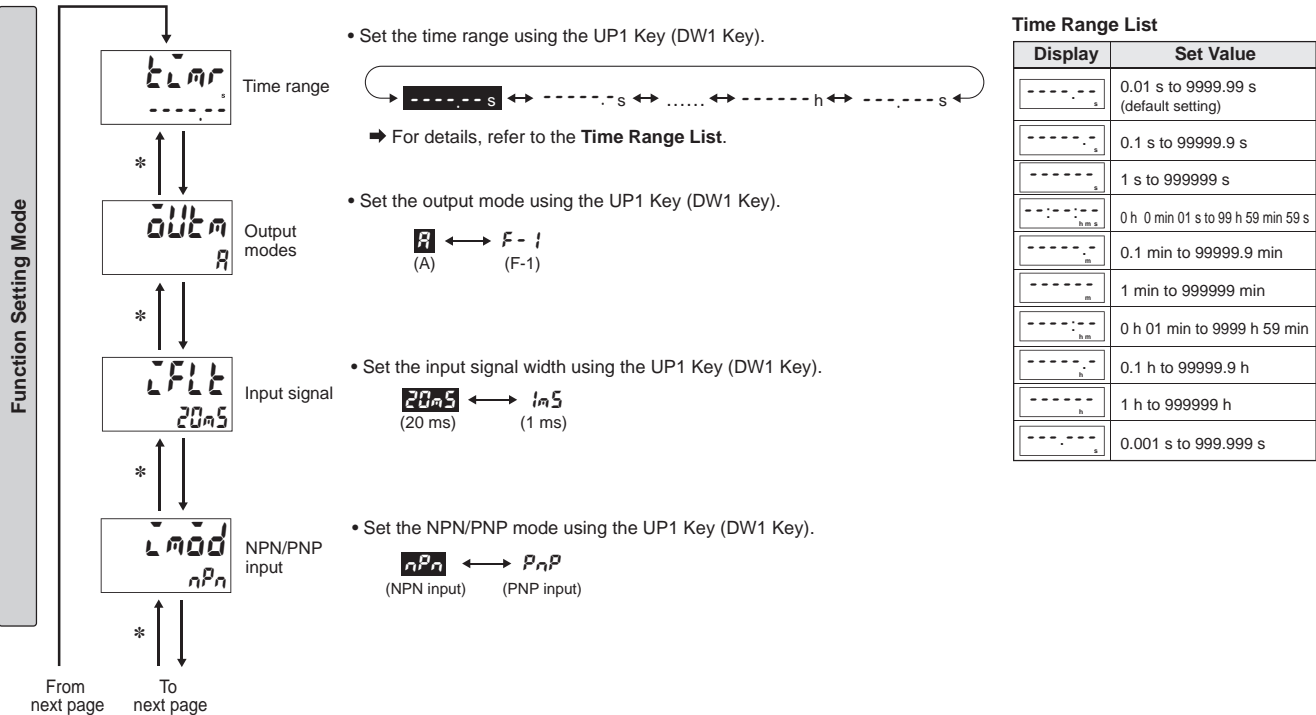 Function Setting Mode
timr
s
----.--
Time range
• Set the time range using the UP1 Key (DW1 Key).
----.-- s ↔ -----.- s ↔ ...... ↔ ------ h ↔ ---.--- s
➡ For details, refer to the Time Range List.
*
outm
A
Output
modes
• Set the output mode using the UP1 Key (DW1 Key).
A ↔ F-1
(A) (F-1)
*
iFLt
20mS
Input signal
• Set the input signal width using the UP1 Key (DW1 Key).
20mS ↔ 1mS
(20 ms) (1 ms)
*
imod
nPn
NPN/PNP
input
• Set the NPN/PNP mode using the UP1 Key (DW1 Key).
nPn ↔ PnP
(NPN input) (PNP input)
*
From
next page
To
next page
Time Range List
Display Set Value
----.-- s 0.01 s to 9999.99 s
(default setting)
-----.- s 0.1 s to 99999.9 s
------ s 1 s to 999999 s
--:--:-- h m s 0 h 0 min 01 s to 99 h 59 min 59 s
-----.- m 0.1 min to 99999.9 min
------ m 1 min to 999999 min
----:-- h m 0 h 01 min to 9999 h 59 min
-----.- h 0.1 h to 99999.9 h
------ h 1 h to 999999 h
---.--- s 0.001 s to 999.999 s